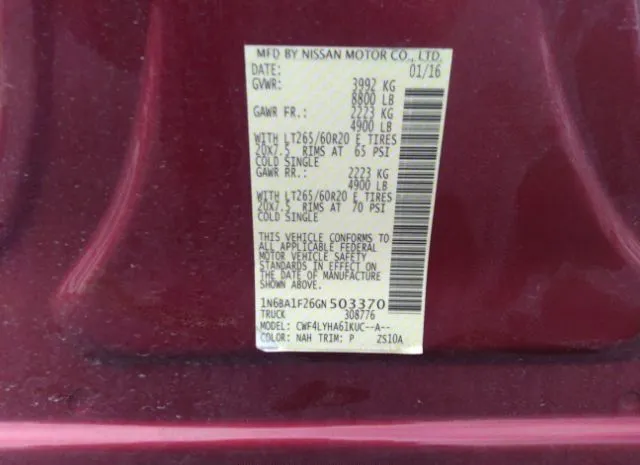 MFD BY NISSAN MOTOR CO., LTD.
DATE: 01/16
GVWR: 3992 KG
8800 LB
GAWR FR.: 2223 KG
4900 LB
WITH LT265/60R20 E TIRES
20X7.5 RIMS AT 65 PSI
COLD SINGLE
GAWR RR.: 2223 KG
4900 LB
WITH LT265/60R20 E TIRES
20X7.5 RIMS AT 70 PSI
COLD SINGLE
THIS VEHICLE CONFORMS TO
ALL APPLICABLE FEDERAL
MOTOR VEHICLE SAFETY
STANDARDS IN EFFECT ON
THE DATE OF MANUFACTURE
SHOWN ABOVE.
1N6BA1F26GN503370
TRUCK 308776
MODEL: CWF4LYHA61KUC--A--
COLOR: NAH TRIM: P ZS10A